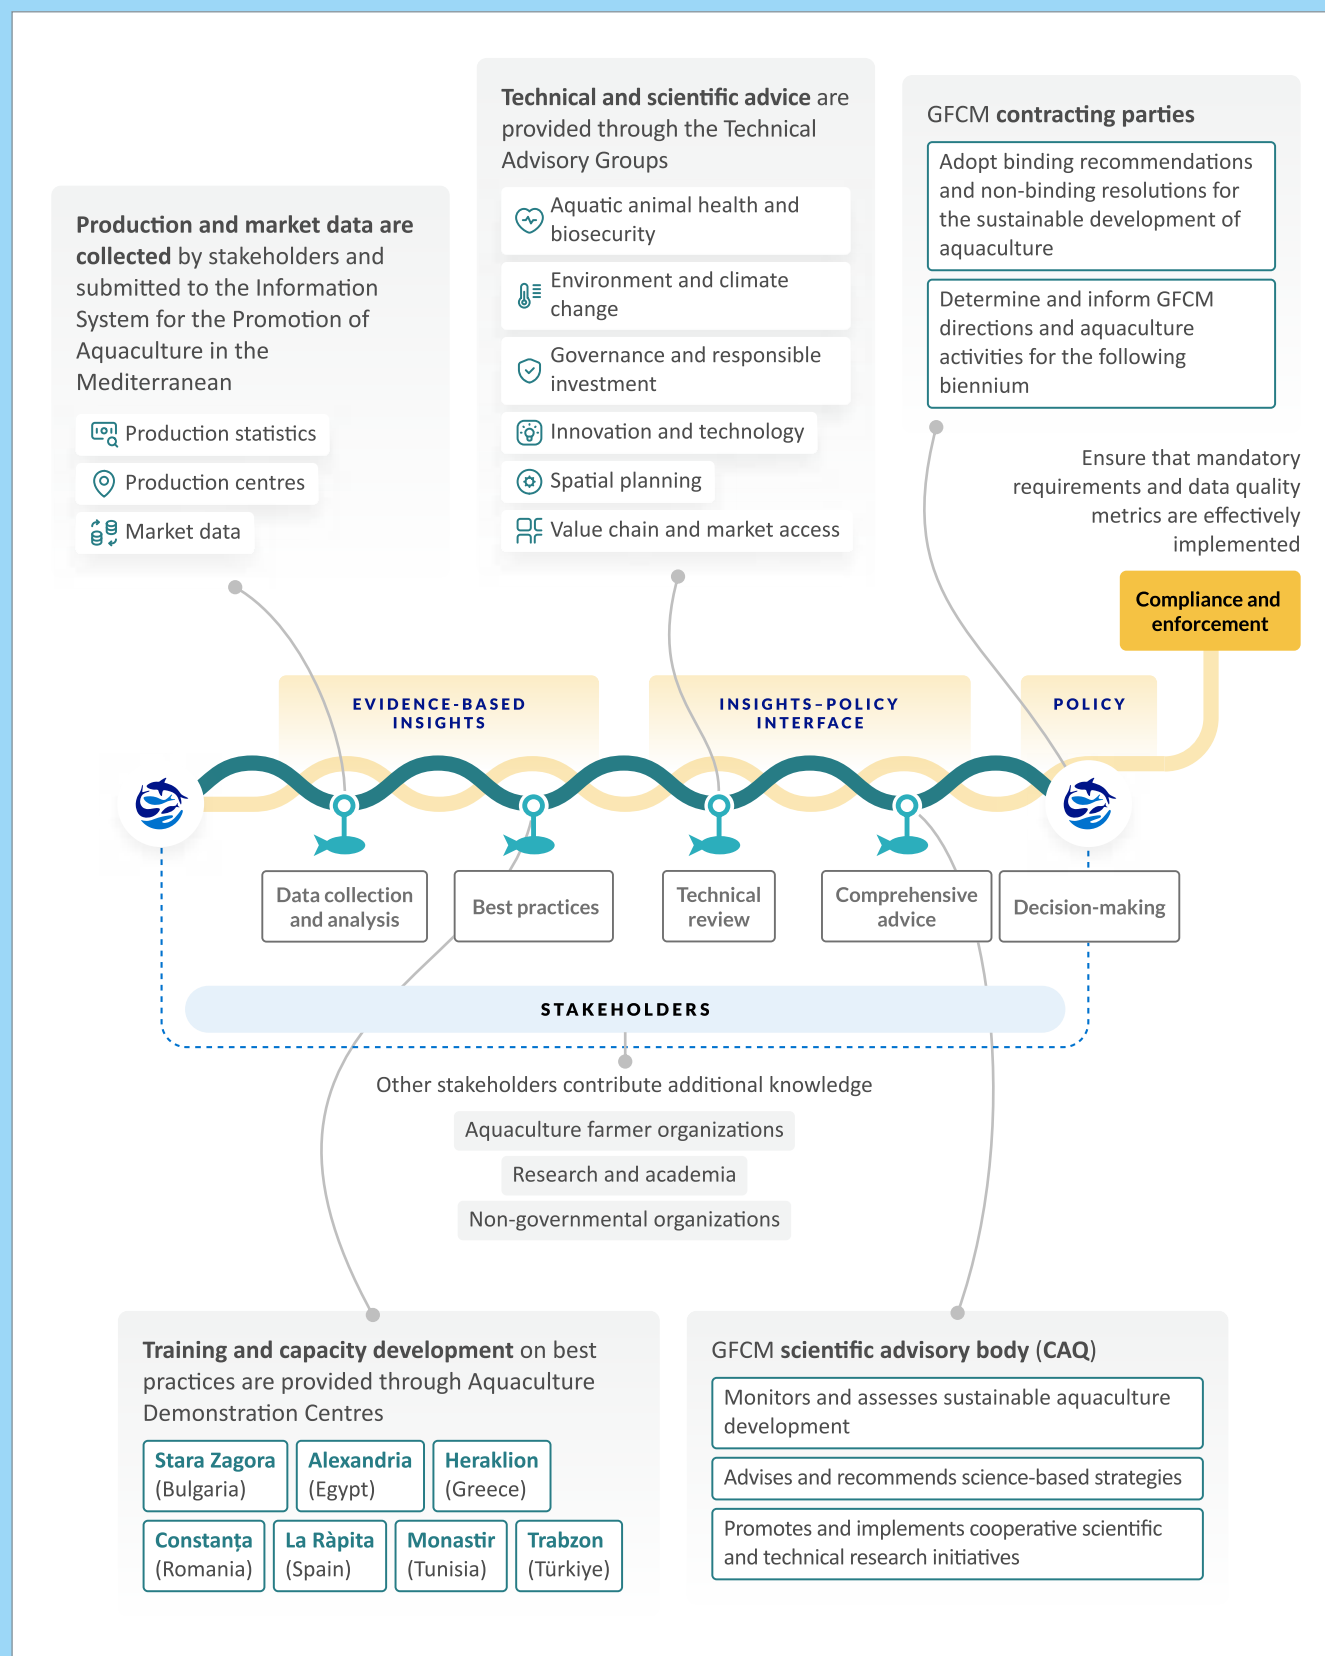 Production and market data are
collected by stakeholders and
submitted to the Information
System for the Promotion of
Aquaculture in the
Mediterranean
Production statistics
Production centres
Market data
Technical and scientific advice are
provided through the Technical
Advisory Groups
Aquatic animal health and
biosecurity
Environment and climate
change
Governance and responsible
investment
Innovation and technology
Spatial planning
Value chain and market access
GFCM contracting parties
Adopt binding recommendations
and non-binding resolutions for
the sustainable development of
aquaculture
Determine and inform GFCM
directions and aquaculture
activities for the following
biennium
Ensure that mandatory
requirements and data quality
metrics are effectively
implemented
Compliance and
enforcement
EVIDENCE-BASED
INSIGHTS
INSIGHTS–POLICY
INTERFACE
POLICY
Data collection
and analysis
Best practices
Technical
review
Comprehensive
advice
Decision-making
STAKEHOLDERS
Other stakeholders contribute additional knowledge
Aquaculture farmer organizations
Research and academia
Non-governmental organizations
Training and capacity development on best
practices are provided through Aquaculture
Demonstration Centres
Stara Zagora
(Bulgaria)
Alexandria
(Egypt)
Heraklion
(Greece)
Constanța
(Romania)
La Ràpita
(Spain)
Monastir
(Tunisia)
Trabzon
(Türkiye)
GFCM scientific advisory body (CAQ)
Monitors and assesses sustainable aquaculture
development
Advises and recommends science-based strategies
Promotes and implements cooperative scientific
and technical research initiatives